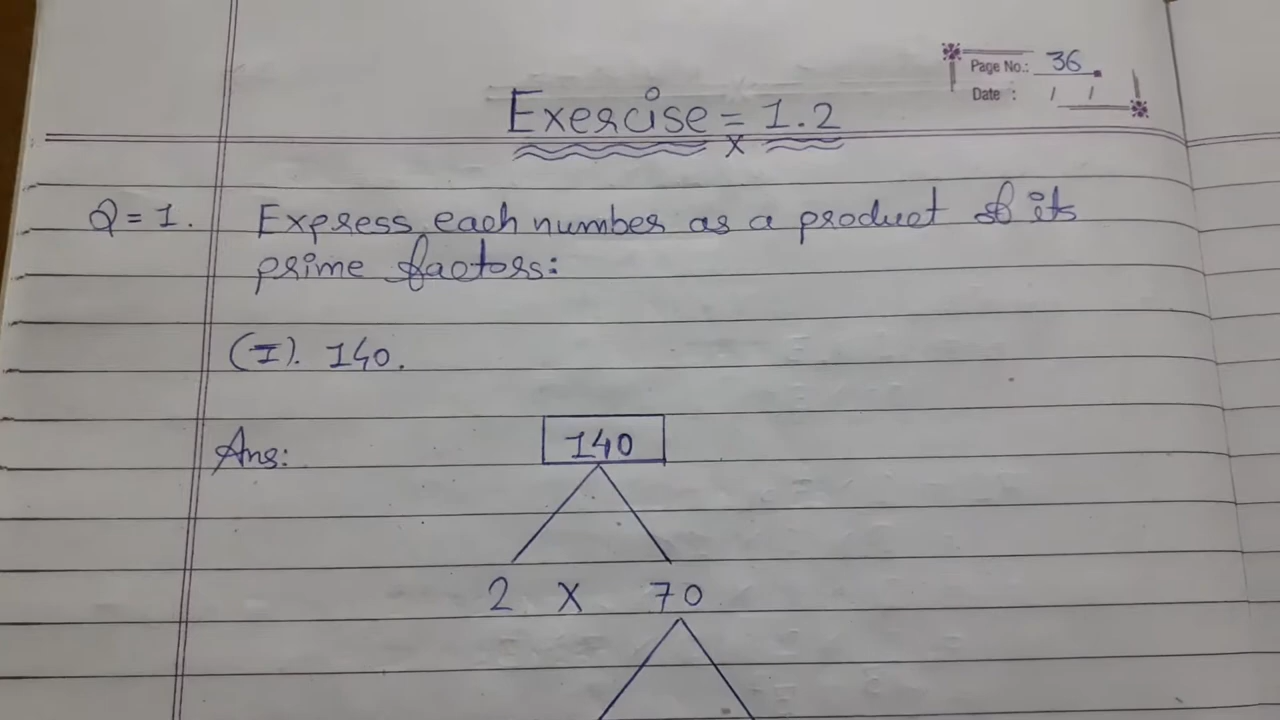 Page No.: 36
Date : / /
Exercise = 1.2
x
Q = 1. Express each number as a product of its
prime factors:
(I). 140.
Ans: 140
2 x 70